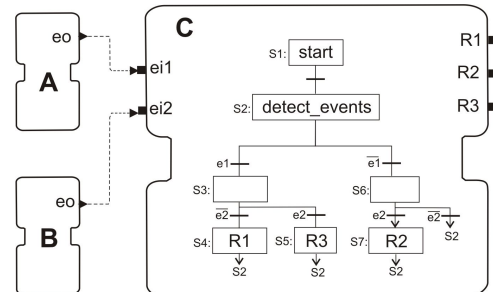 eo
A
eo
B
C
ei1
ei2
R1
R2
R3
S1: start
S2: detect_events
e1
e1̅
S3:
S6:
e2̅
e2
e2
e2̅
S2
S4: R1
S5: R3
S7: R2
S2
S2
S2